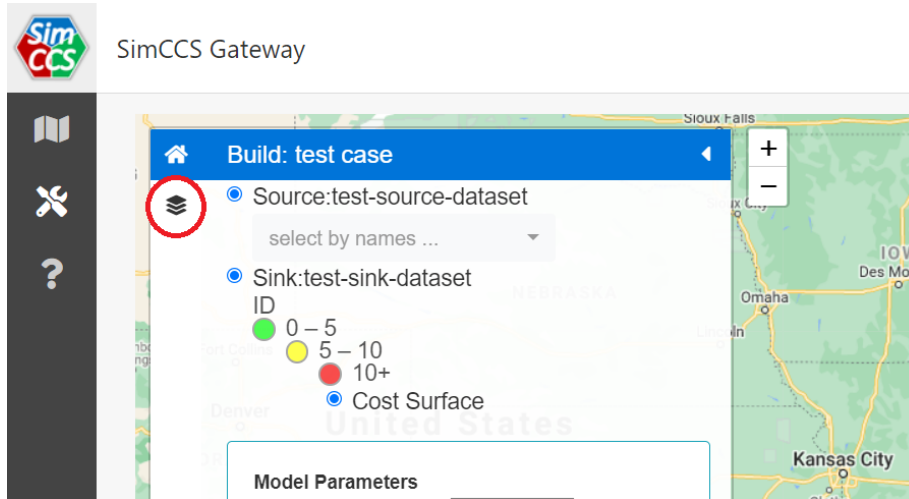 Sim
CCS
SimCCS Gateway
Sioux Falls
Build: test case
+
−
Source:test-source-dataset
select by names ...
Sink:test-sink-dataset
ID
0 – 5
5 – 10
10+
Cost Surface
NEBRASKA
Des Mo
Omaha
Denver
United States
Kansas City
Model Parameters
?